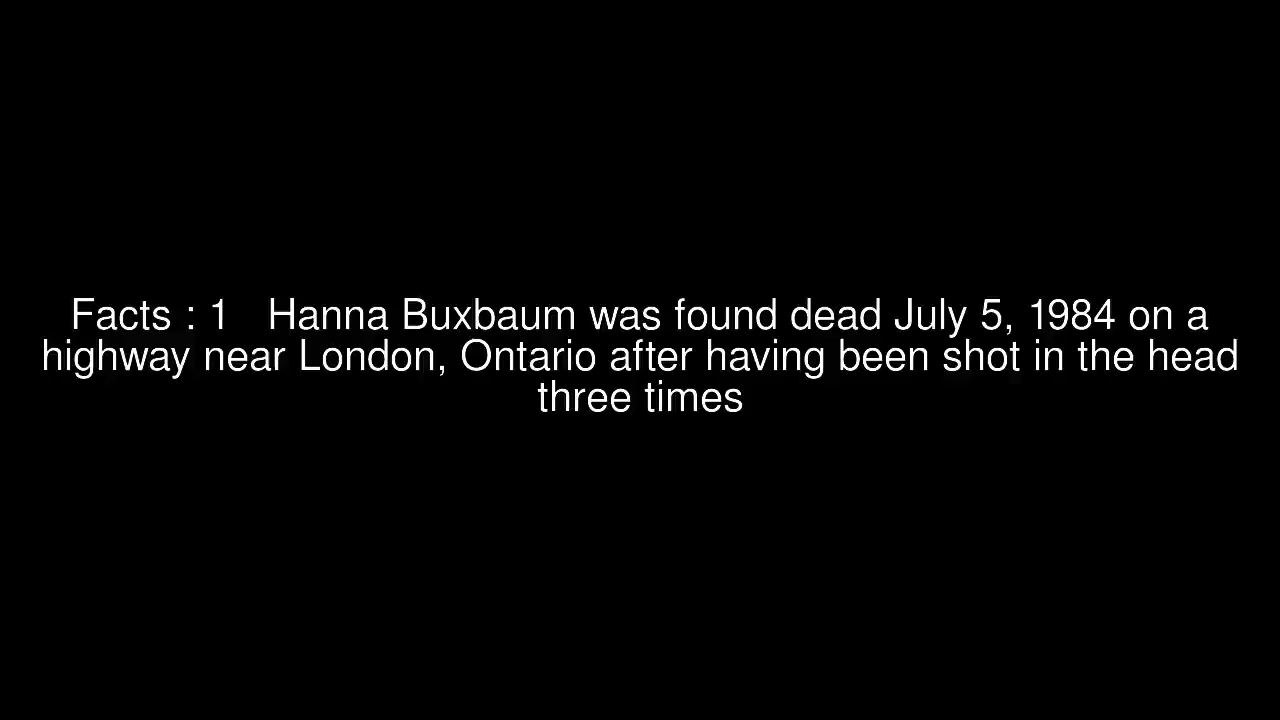 Facts : 1 Hanna Buxbaum was found dead July 5, 1984 on a
highway near London, Ontario after having been shot in the head
three times